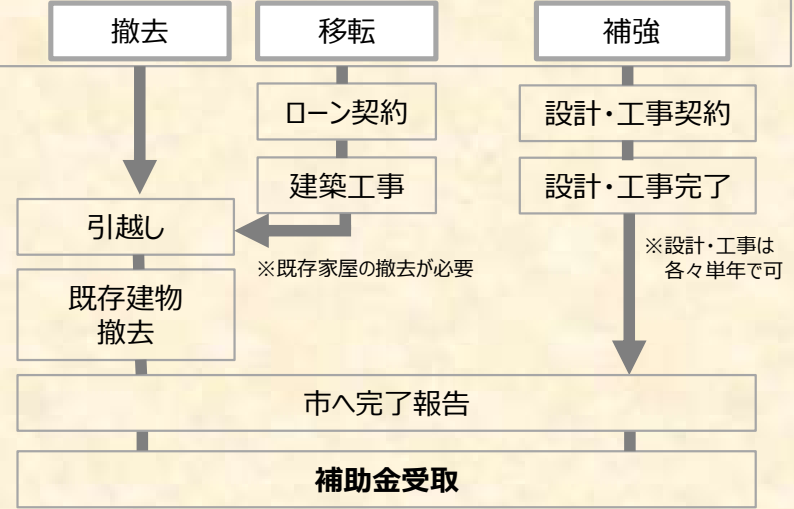 撤去
移転
補強
ローン契約
設計・工事契約
建築工事
設計・工事完了
引越し
※既存家屋の撤去が必要
※設計・工事は
各々単年で可
既存建物
撤去
市へ完了報告
補助金受取